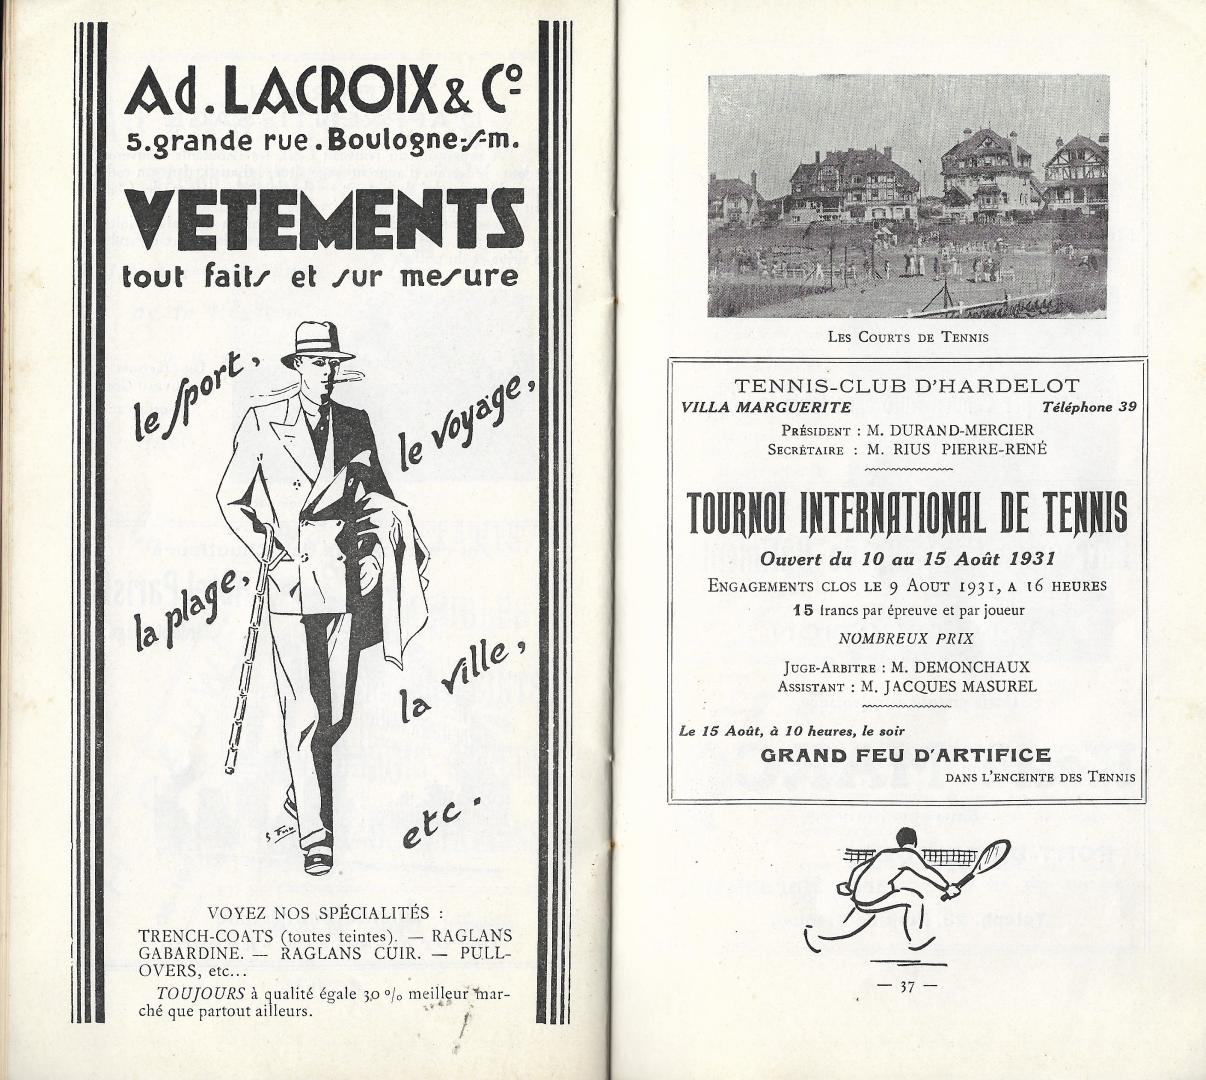 Ad. LACROIX & Cº
5. grande rue. Boulogne-s-m.
VETEMENTS
tout faits et sur mesure
le sport,
le voyage,
la plage,
la ville,
etc.
VOYEZ NOS SPÉCIALITÉS :
TRENCH-COATS (toutes teintes). — RAGLANS
GABARDINE. — RAGLANS CUIR. — PULL-
OVERS, etc...
TOUJOURS à qualité égale 30 º/o meilleur mar-
ché que partout ailleurs.
LES COURTS DE TENNIS
TENNIS-CLUB D'HARDELOT
VILLA MARGUERITE Téléphone 39
PRÉSIDENT : M. DURAND-MERCIER
SECRÉTAIRE : M. RIUS PIERRE-RENÉ
TOURNOI INTERNATIONAL DE TENNIS
Ouvert du 10 au 15 Août 1931
ENGAGEMENTS CLOS LE 9 AOUT 1931, A 16 HEURES
15 francs par épreuve et par joueur
NOMBREUX PRIX
JUGE-ARBITRE : M. DEMONCHAUX
ASSISTANT : M. JACQUES MASUREL
Le 15 Août, à 10 heures, le soir
GRAND FEU D'ARTIFICE
DANS L'ENCEINTE DES TENNIS
— 37 —